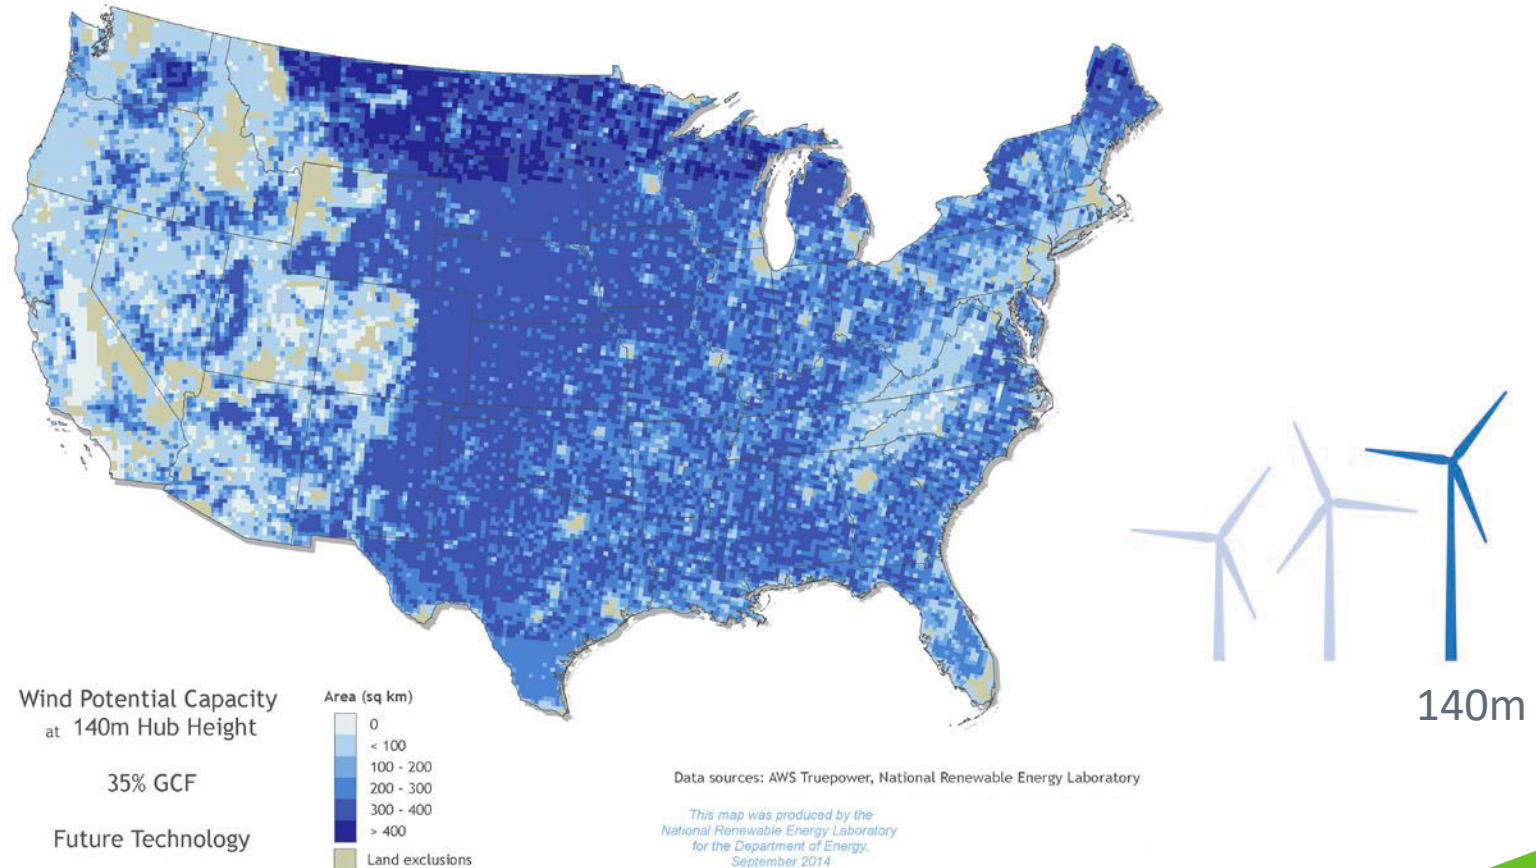 140m
Wind Potential Capacity
at 140m Hub Height
35% GCF
Future Technology
Area (sq km)
0
< 100
100 - 200
200 - 300
300 - 400
> 400
Land exclusions
Data sources: AWS Truepower, National Renewable Energy Laboratory
This map was produced by the
National Renewable Energy Laboratory
for the Department of Energy.
September 2014